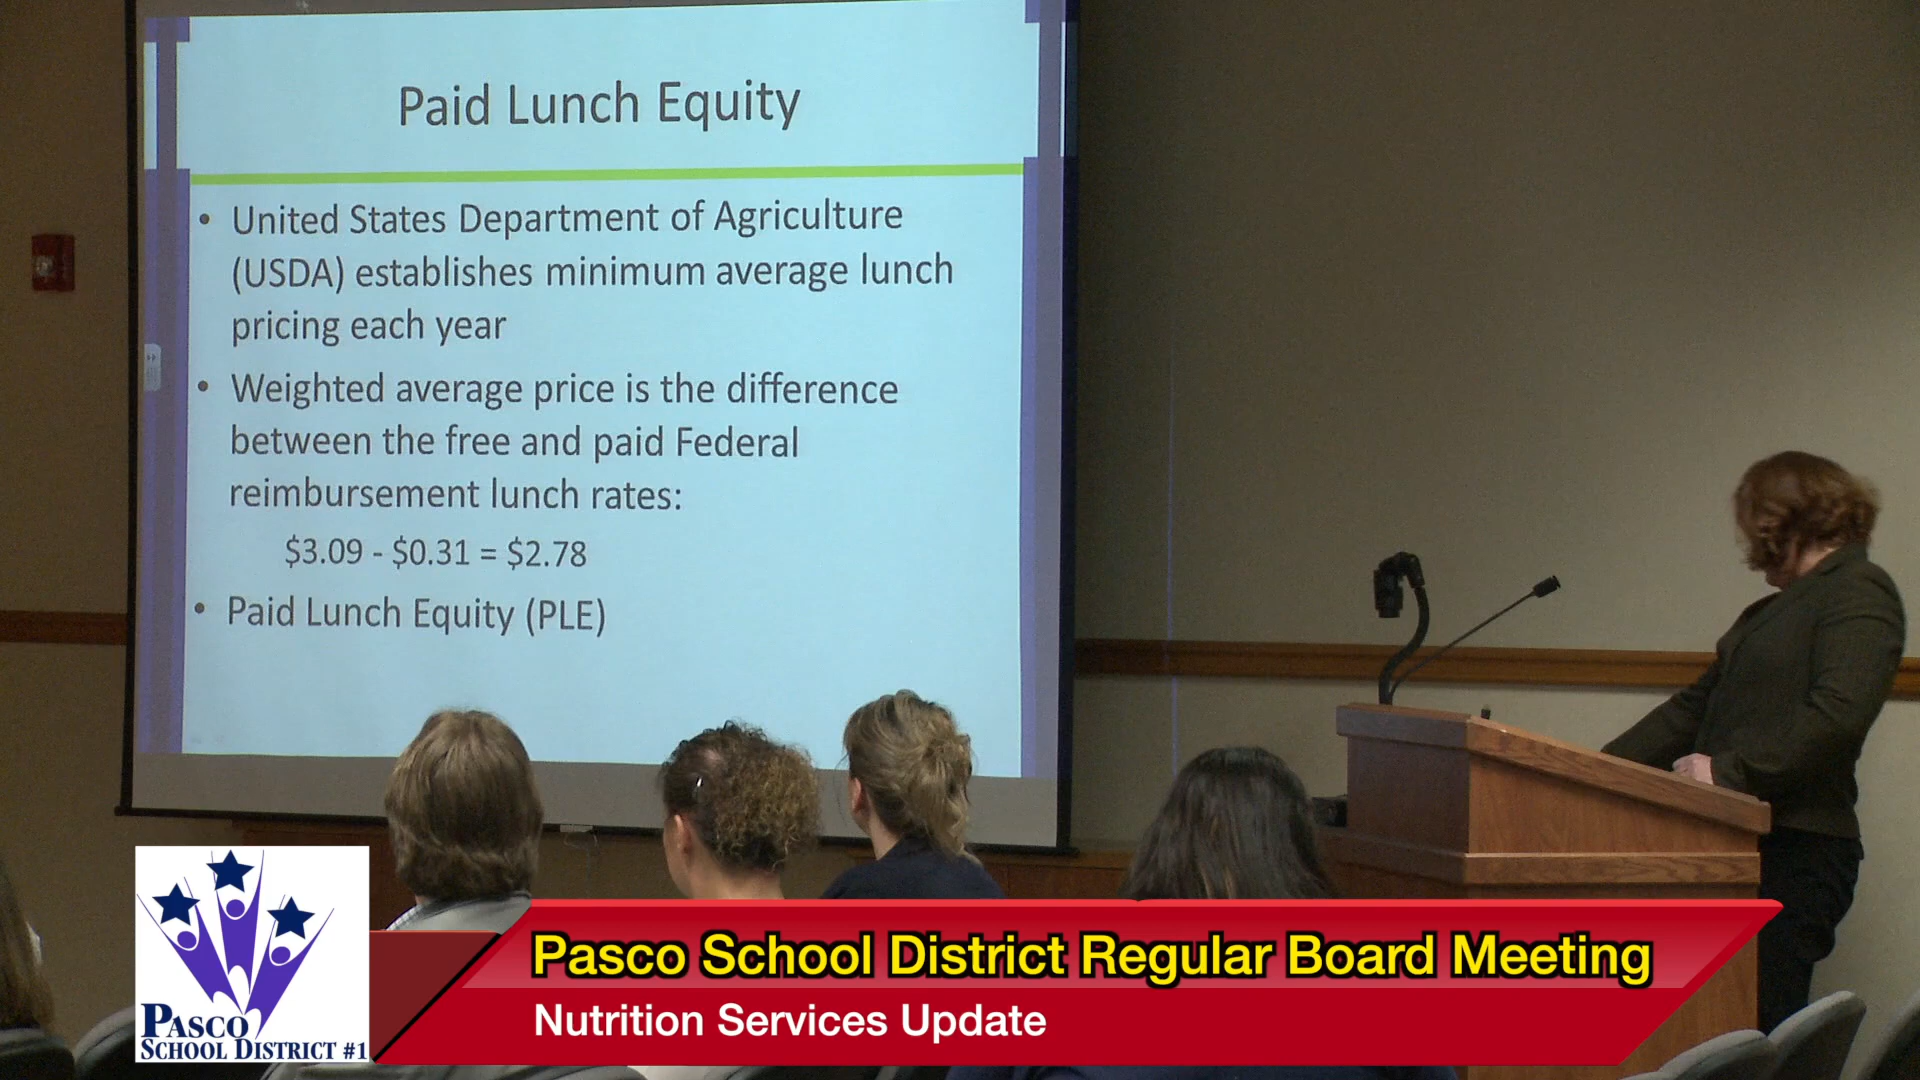 Paid Lunch Equity
• United States Department of Agriculture
(USDA) establishes minimum average lunch
pricing each year
• Weighted average price is the difference
between the free and paid Federal
reimbursement lunch rates:
$3.09 - $0.31 = $2.78
• Paid Lunch Equity (PLE)
Pasco School District Regular Board Meeting
Nutrition Services Update
PASCO
SCHOOL DISTRICT #1